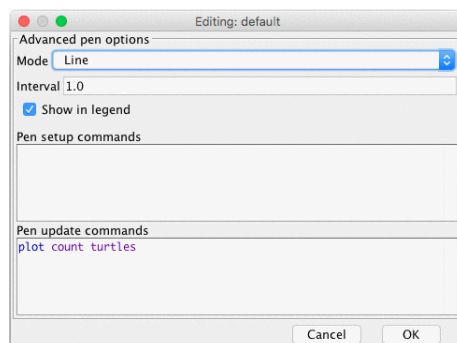 Editing: default
Advanced pen options
Mode Line
Interval 1.0
Show in legend
Pen setup commands
Pen update commands
plot count turtles
Cancel OK